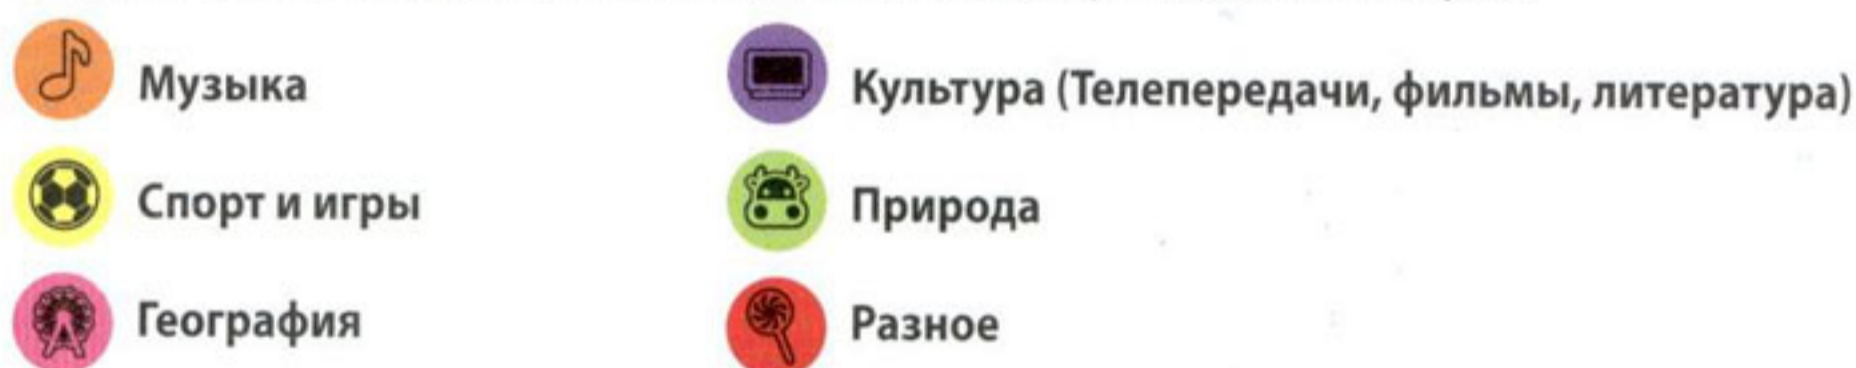 Музыка
Спорт и игры
География
Культура (Телепередачи, фильмы, литература)
Природа
Разное